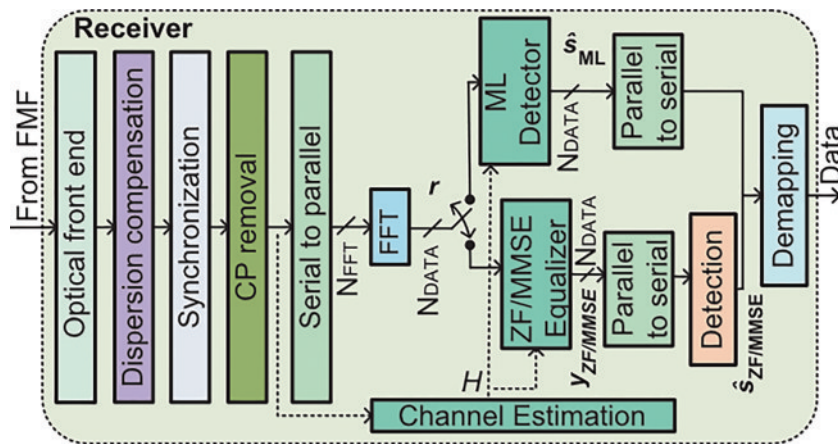 Receiver
From FMF
Optical front end
Dispersion compensation
Synchronization
CP removal
Serial to parallel
NFFT
FFT
NDATA
r
ML
Detector
NDATA
ŝML
Parallel
to serial
ZF/MMSE
Equalizer
NDATA
yZF/MMSE
Parallel
to serial
Detection
ŝZF/MMSE
Demapping
Data
H
Channel Estimation